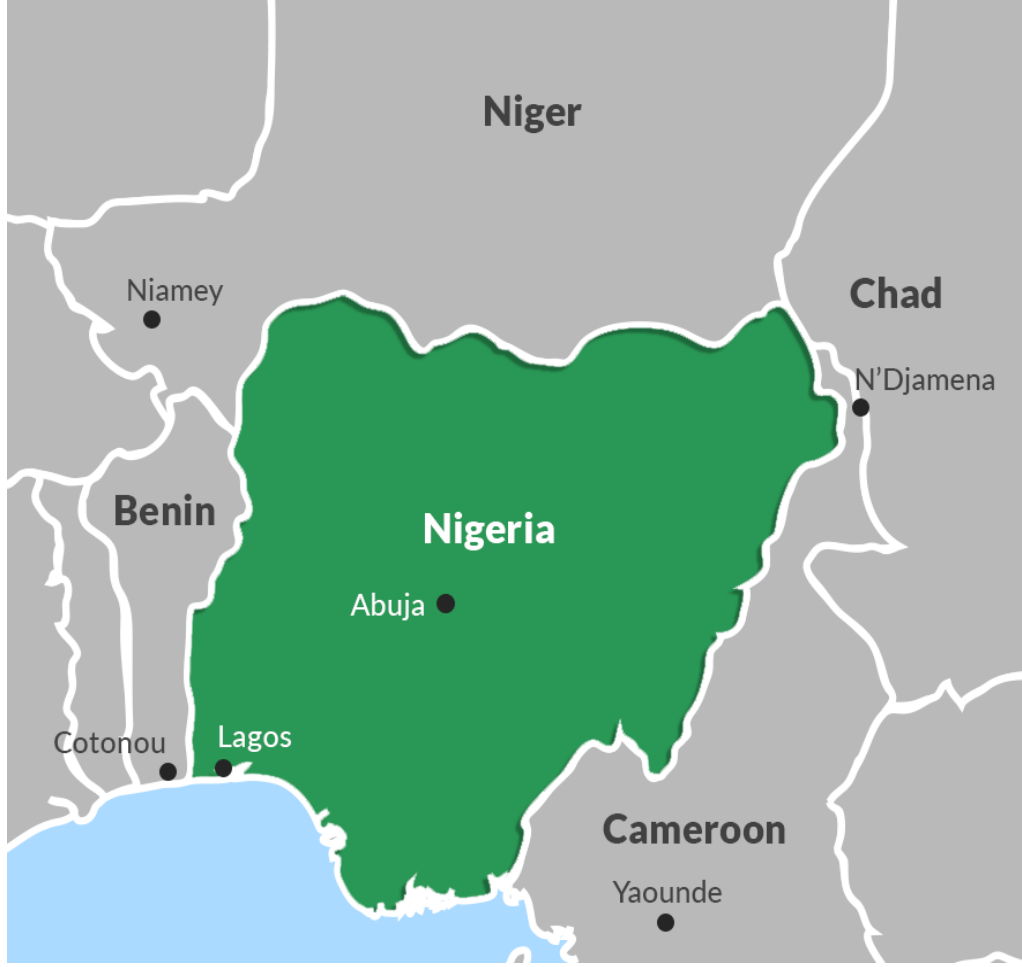 Niger
Niamey
Chad
N'Djamena
Benin
Nigeria
Abuja
Cotonou
Lagos
Cameroon
Yaounde